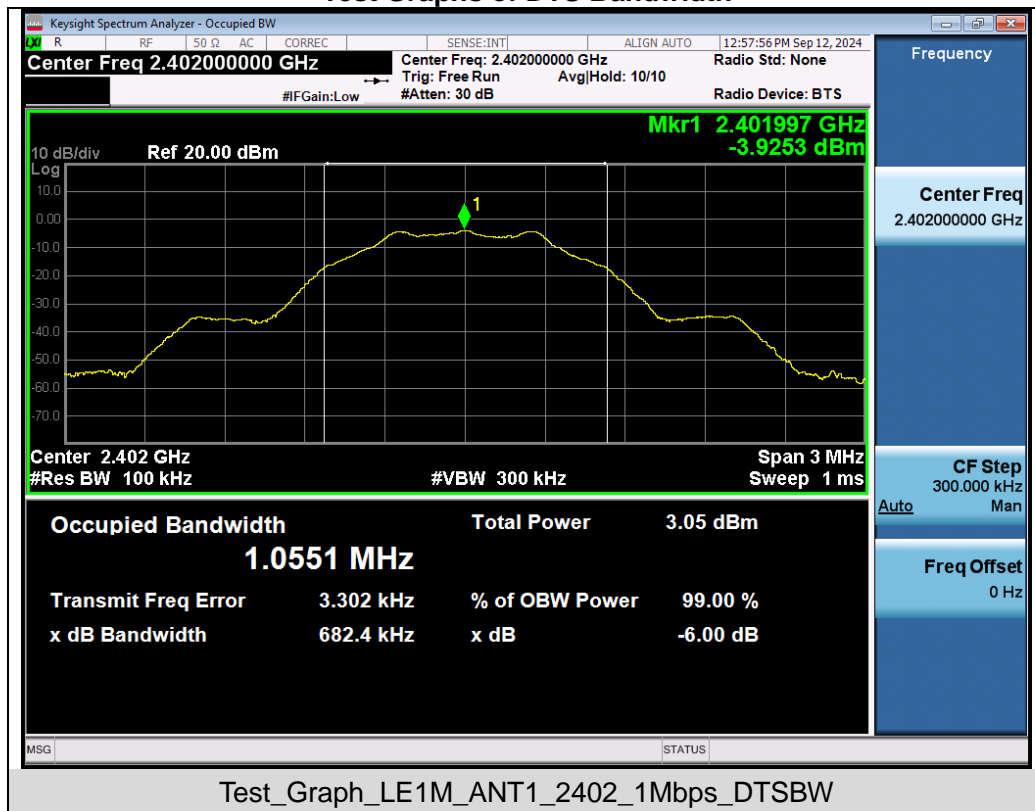 Test Graphs of DTS Bandwidth
Keysight Spectrum Analyzer - Occupied BW
LXI R RF 50 Ω AC CORREC SENSE:INT ALIGN AUTO 12:57:56 PM Sep 12, 2024
Center Freq 2.402000000 GHz
Center Freq: 2.402000000 GHz Radio Std: None
Trig: Free Run Avg|Hold: 10/10
#IFGain:Low #Atten: 30 dB Radio Device: BTS
Mkr1 2.401997 GHz
-3.9253 dBm
10 dB/div Ref 20.00 dBm
Log
10.0
0.00
-10.0
-20.0
-30.0
-40.0
-50.0
-60.0
-70.0
1
Center 2.402 GHz Span 3 MHz
#Res BW 100 kHz #VBW 300 kHz Sweep 1 ms
Occupied Bandwidth Total Power 3.05 dBm
1.0551 MHz
Transmit Freq Error 3.302 kHz % of OBW Power 99.00 %
x dB Bandwidth 682.4 kHz x dB -6.00 dB
Frequency
Center Freq
2.402000000 GHz
CF Step
300.000 kHz
Auto Man
Freq Offset
0 Hz
MSG STATUS
Test_Graph_LE1M_ANT1_2402_1Mbps_DTSBW